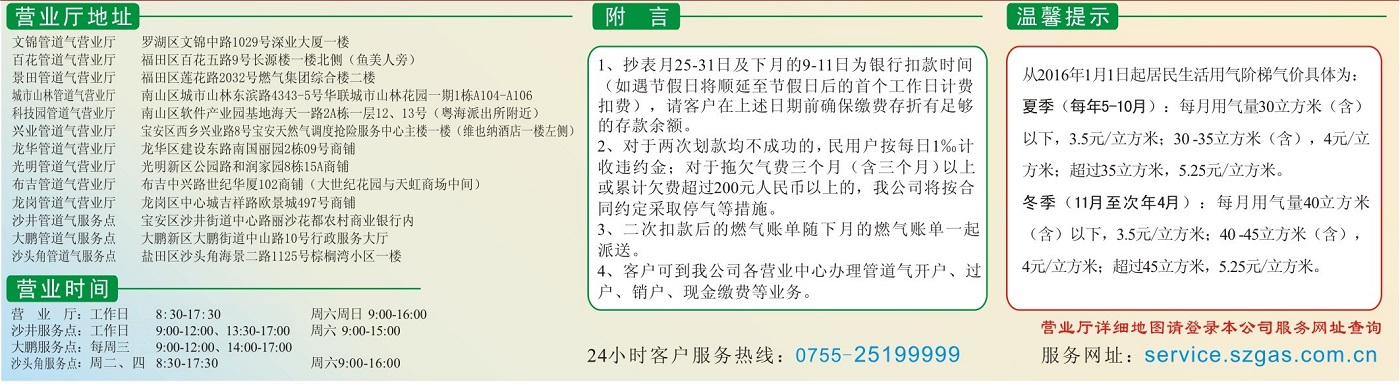 营业厅地址
文锦管道气营业厅 罗湖区文锦中路1029号深业大厦一楼
百花管道气营业厅 福田区百花五路9号长源楼一楼北侧（鱼美人旁）
景田管道气营业厅 福田区莲花路2032号燃气集团综合楼二楼
城市山林管道气营业厅 南山区城市山林东滨路4343-5号华联城市山林花园一期1栋A104-A106
科技园管道气营业厅 南山区软件产业园基地海天一路2A栋一层12、13号（粤海派出所附近）
兴业管道气营业厅 宝安区西乡兴业路8号宝安天然气调度抢险服务中心主楼一楼（维也纳酒店一楼左侧）
龙华管道气营业厅 龙华区建设东路南国丽园2栋09号商铺
光明管道气营业厅 光明新区公园路和润家园8栋15A商铺
布吉管道气营业厅 布吉中兴路世纪华厦102商铺（大世纪花园与天虹商场中间）
龙岗管道气营业厅 龙岗区中心城吉祥路欧景城497号商铺
沙井管道气服务点 宝安区沙井街道中心路丽沙花都农村商业银行内
大鹏管道气服务点 大鹏新区大鹏街道中山路10号行政服务大厅
沙头角管道气服务点 盐田区沙头角海景二路1125号棕榈湾小区一楼
营业时间
营 业 厅：工作日 8:30-17:30 周六周日 9:00-16:00
沙井服务点：工作日 9:00-12:00、13:30-17:00 周六 9:00-15:00
大鹏服务点：每周三 9:00-12:00、14:00-17:00
沙头角服务点：周二、四 8:30-17:30 周六9:00-16:00
附 言
1、抄表月25-31日及下月的9-11日为银行扣款时间
（如遇节假日将顺延至节假日后的首个工作日计费
扣费），请客户在上述日期前确保缴费存折有足够
的存款余额。
2、对于两次划款均不成功的，民用户按每日1‰计
收违约金；对于拖欠气费三个月（含三个月）以上
或累计欠费超过200元人民币以上的，我公司将按合
同约定采取停气等措施。
3、二次扣款后的燃气账单随下月的燃气账单一起
派送。
4、客户可到我公司各营业中心办理管道气开户、过
户、销户、现金缴费等业务。
24小时客户服务热线：0755-25199999
温馨提示
从2016年1月1日起居民生活用气阶梯气价具体为：
夏季（每年5-10月）：每月用气量30立方米（含）
以下，3.5元/立方米；30-35立方米（含），4元/立
方米；超过35立方米，5.25元/立方米。
冬季（11月至次年4月）：每月用气量40立方米
（含）以下，3.5元/立方米；40-45立方米（含），
4元/立方米；超过45立方米，5.25元/立方米。
营业厅详细地图请登录本公司服务网址查询
服务网址：service.szgas.com.cn